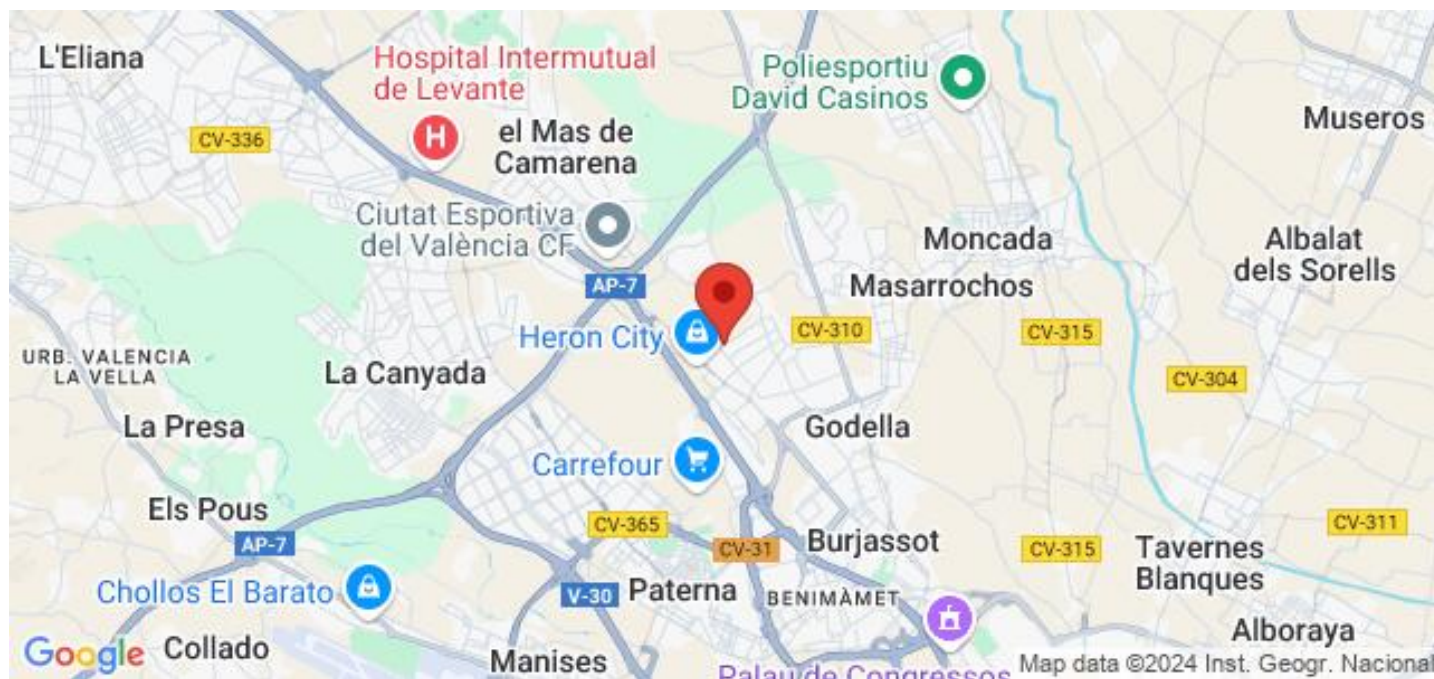 L'Eliana
Hospital Intermutual
de Levante
Poliesportiu
David Casinos
Museros
CV-336
el Mas de
Camarena
Ciutat Esportiva
del València CF
Moncada
Albalat
dels Sorells
AP-7
Masarrochos
Heron City
CV-310
CV-315
URB. VALENCIA
LA VELLA
La Canyada
CV-304
La Presa
Godella
Carrefour
Els Pous
CV-365
CV-311
AP-7
CV-31
Burjassot
CV-315
Tavernes
Blanques
Chollos El Barato
V-30
Paterna
BENIMÀMET
Alboraya
Google
Collado
Manises
Palau de Congressos
Map data ©2024 Inst. Geogr. Nacional